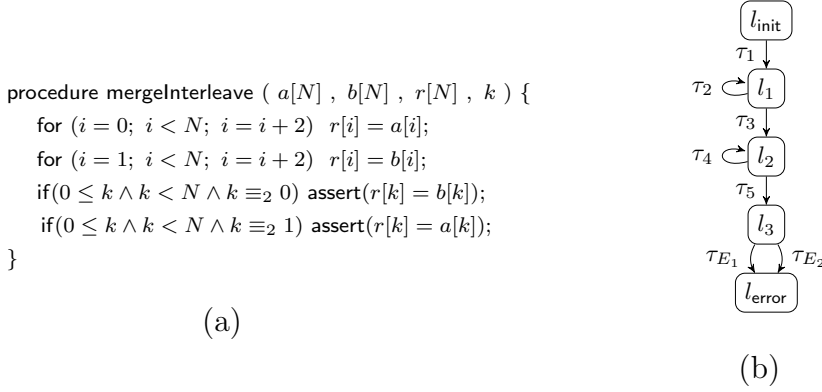 procedure mergeInterleave ( a[N] , b[N] , r[N] , k ) {
for (i = 0; i < N; i = i + 2) r[i] = a[i];
for (i = 1; i < N; i = i + 2) r[i] = b[i];
if(0 ≤ k ∧ k < N ∧ k ≡₂ 0) assert(r[k] = b[k]);
if(0 ≤ k ∧ k < N ∧ k ≡₂ 1) assert(r[k] = a[k]);
}
(a)
l_init
τ₁
τ₂ l₁
τ₃
τ₄ l₂
τ₅
l₃
τ_E₁ τ_E₂
l_error
(b)